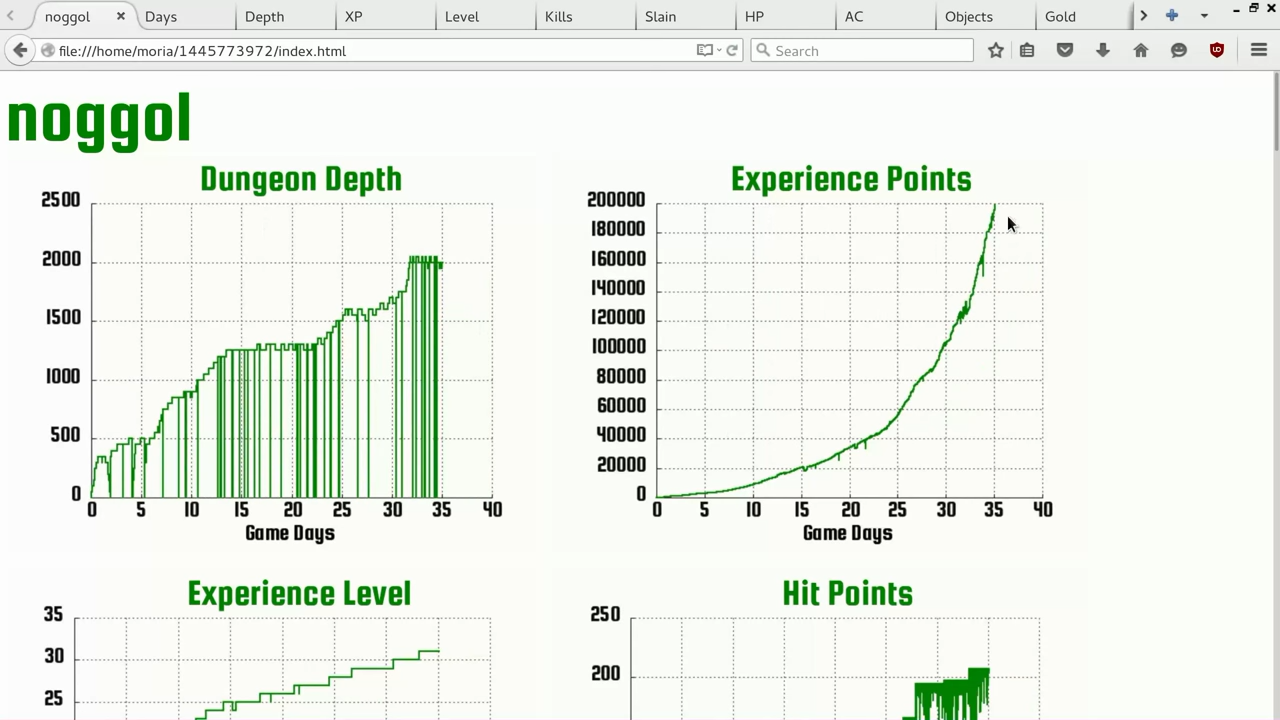 noggol Days Depth XP Level Kills Slain HP AC Objects Gold
file:///home/moria/1445773972/index.html Search
noggol
Dungeon Depth
2500
2000
1500
1000
500
0
0 5 10 15 20 25 30 35 40
Game Days
Experience Points
200000
180000
160000
140000
120000
100000
80000
60000
40000
20000
0
0 5 10 15 20 25 30 35 40
Game Days
Experience Level
35
30
25
Hit Points
250
200